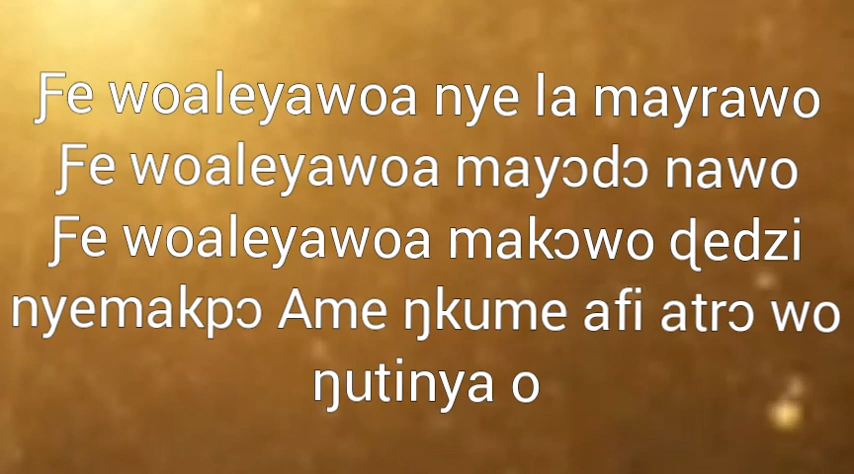 Ƒe woaleyawoa nye la mayrawo
Ƒe woaleyawoa mayɔdɔ nawo
Ƒe woaleyawoa makɔwo ɖedzi
nyemakpɔ Ame ŋkume afi atrɔ wo
ŋutinya o